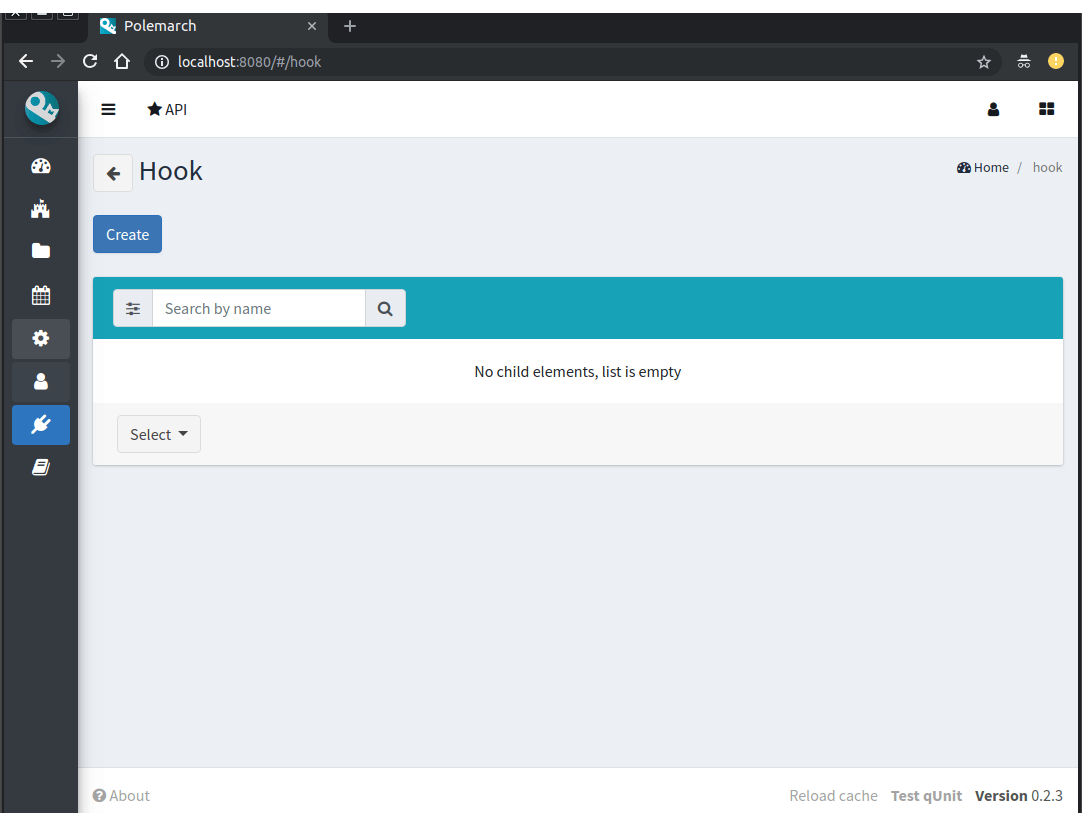 Polemarch
localhost:8080/#/hook
API
Hook
Home / hook
Create
Search by name
No child elements, list is empty
Select
About
Reload cache Test qUnit Version 0.2.3